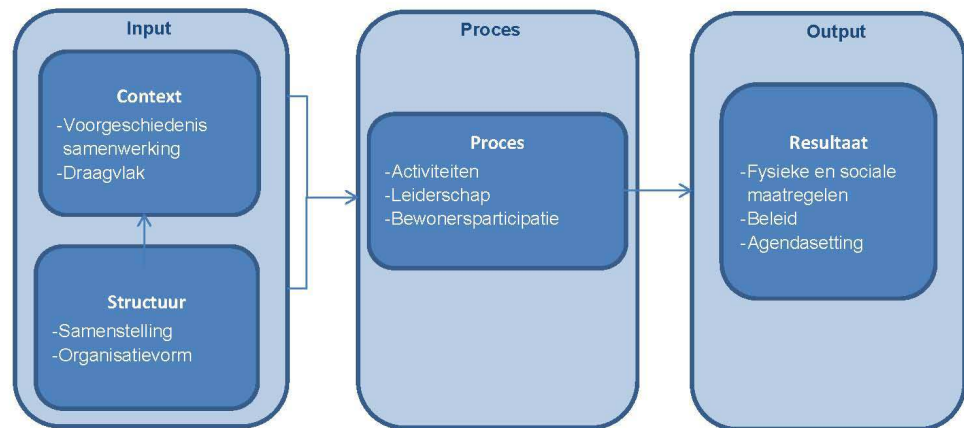 Input
Context
-Voorgeschiedenis
samenwerking
-Draagvlak
Structuur
-Samenstelling
-Organisatievorm
Proces
Proces
-Activiteiten
-Leiderschap
-Bewonersparticipatie
Output
Resultaat
-Fysieke en sociale
maatregelen
-Beleid
-Agendasetting